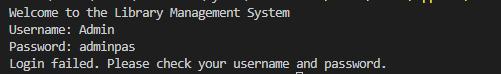 Welcome to the Library Management System
Username: Admin
Password: adminpas
Login failed. Please check your username and password.